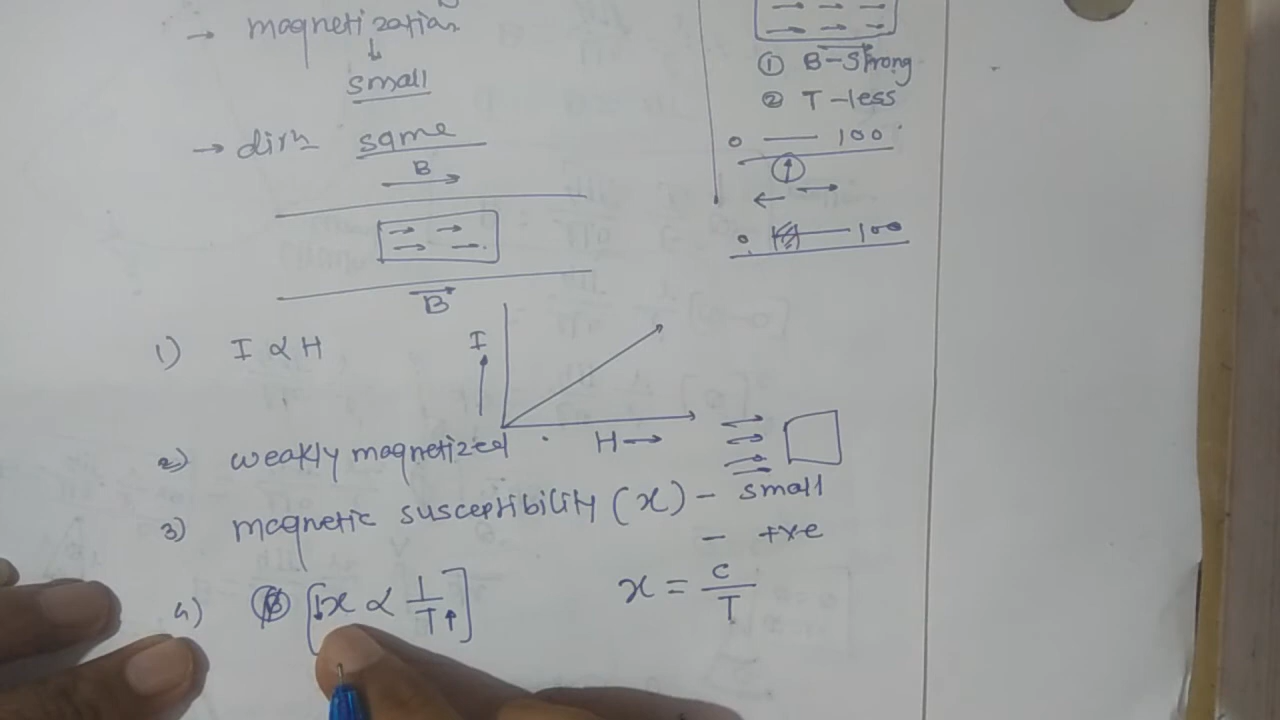 → magnetization
↓
small
→ dirn same
B
B
① B-strong
② T-less
0 — 100
0 — 100
1) I α H
I
H→
2) weakly magnetized
3) magnetic susceptibility (x) - small
- +ve
4) [↓x α 1/T↑]
x = c/T